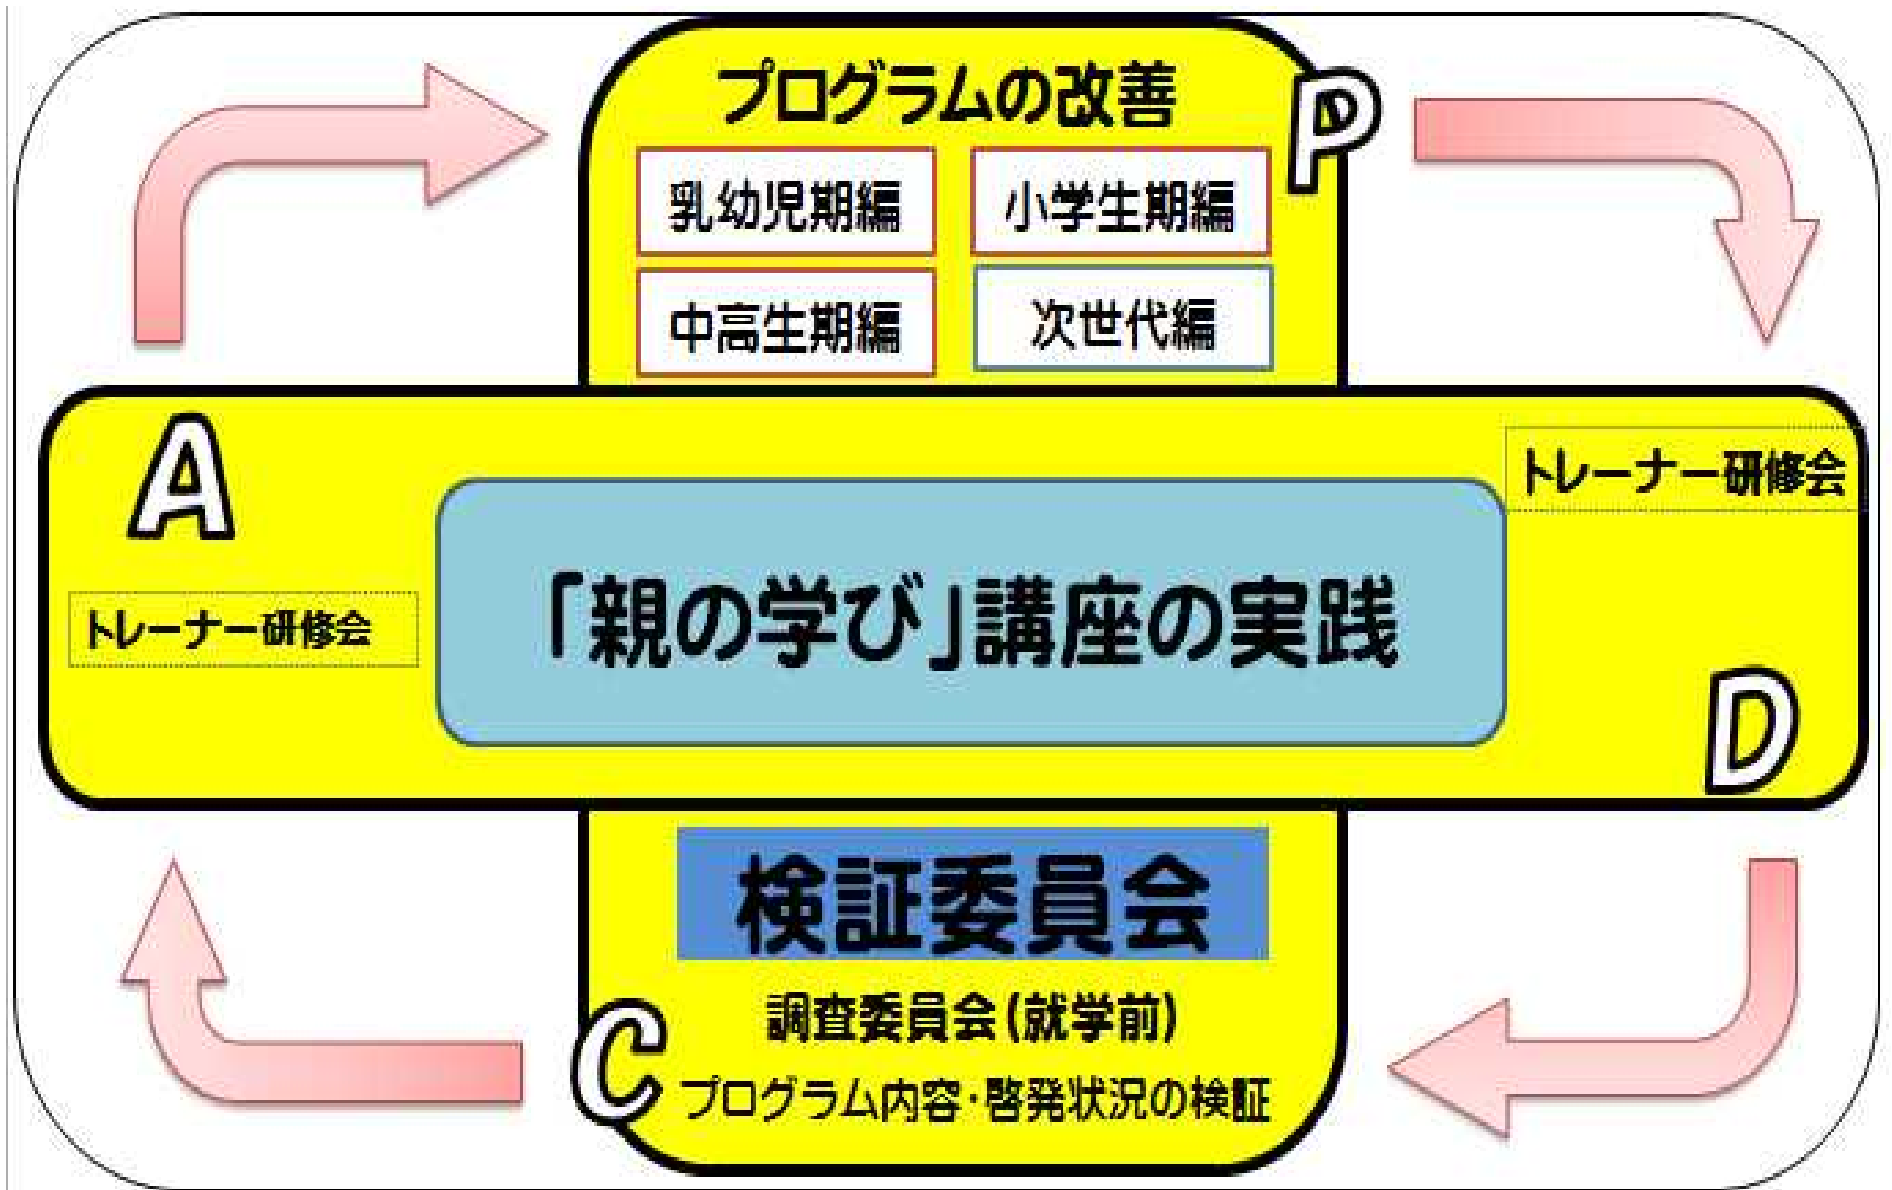 プログラムの改善
P
乳幼児期編
小学生期編
中高生期編
次世代編
A
トレーナー研修会
トレーナー研修会
「親の学び」講座の実践
D
検証委員会
調査委員会(就学前)
C
プログラム内容・啓発状況の検証